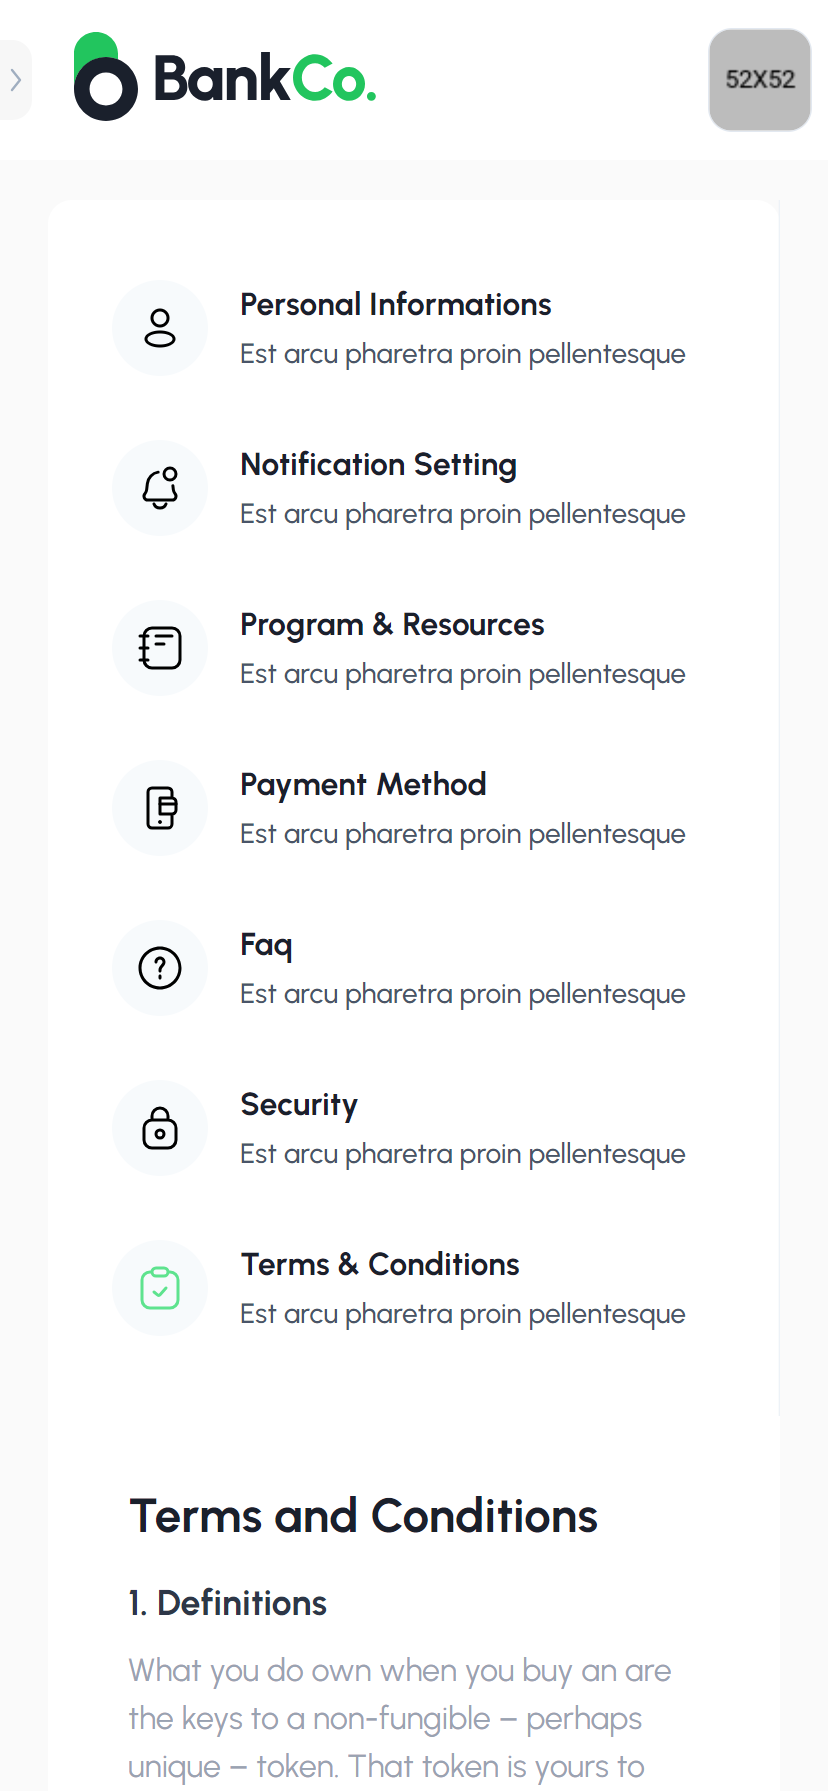 BankCo.
52X52
Personal Informations
Est arcu pharetra proin pellentesque
Notification Setting
Est arcu pharetra proin pellentesque
Program & Resources
Est arcu pharetra proin pellentesque
Payment Method
Est arcu pharetra proin pellentesque
Faq
Est arcu pharetra proin pellentesque
Security
Est arcu pharetra proin pellentesque
Terms & Conditions
Est arcu pharetra proin pellentesque
Terms and Conditions
1. Definitions
What you do own when you buy an are
the keys to a non-fungible – perhaps
unique – token. That token is yours to